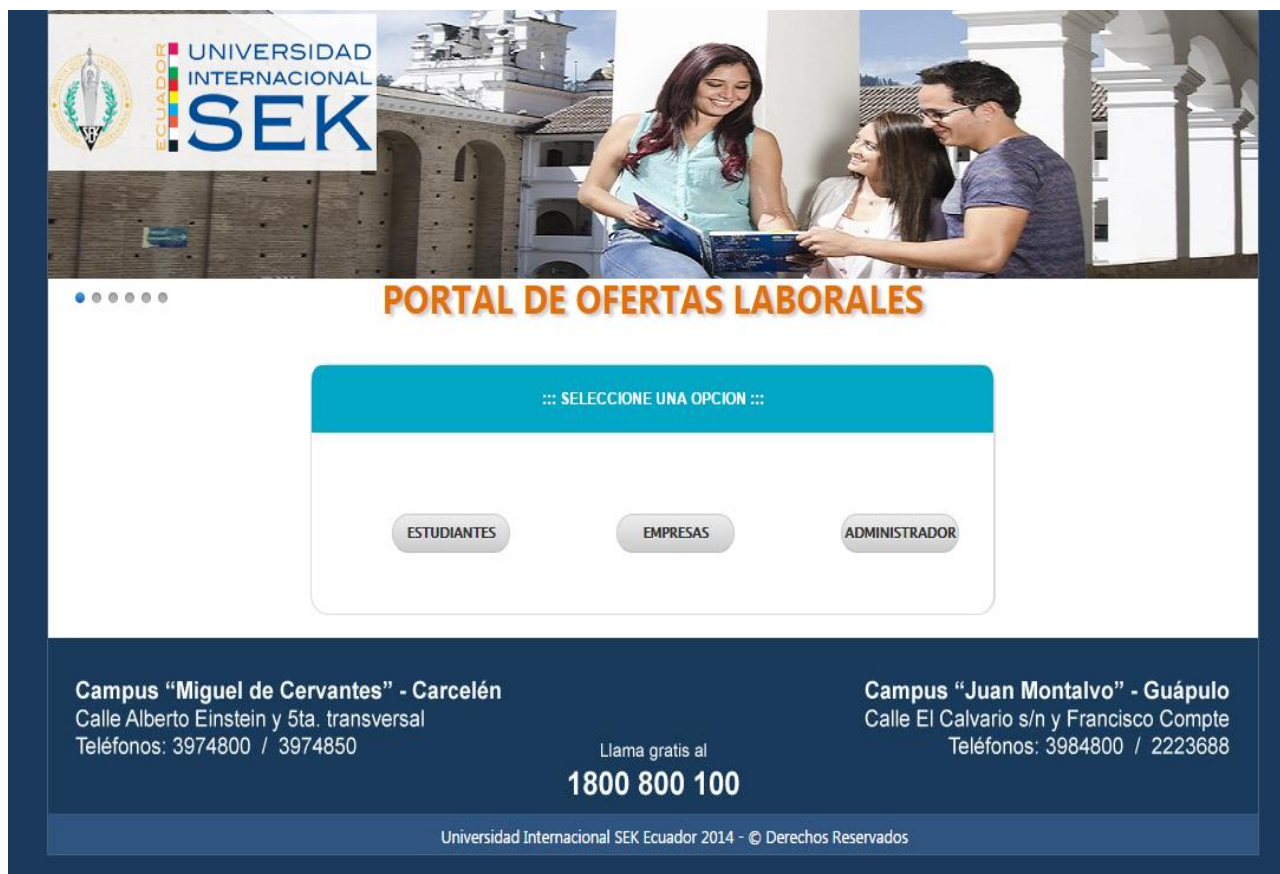 ECUADOR
UNIVERSIDAD
INTERNACIONAL
SEK
SEK
PORTAL DE OFERTAS LABORALES
::: SELECCIONE UNA OPCION :::
ESTUDIANTES
EMPRESAS
ADMINISTRADOR
Campus “Miguel de Cervantes” - Carcelén
Calle Alberto Einstein y 5ta. transversal
Teléfonos: 3974800 / 3974850
Llama gratis al
1800 800 100
Campus “Juan Montalvo” - Guápulo
Calle El Calvario s/n y Francisco Compte
Teléfonos: 3984800 / 2223688
Universidad Internacional SEK Ecuador 2014 - © Derechos Reservados